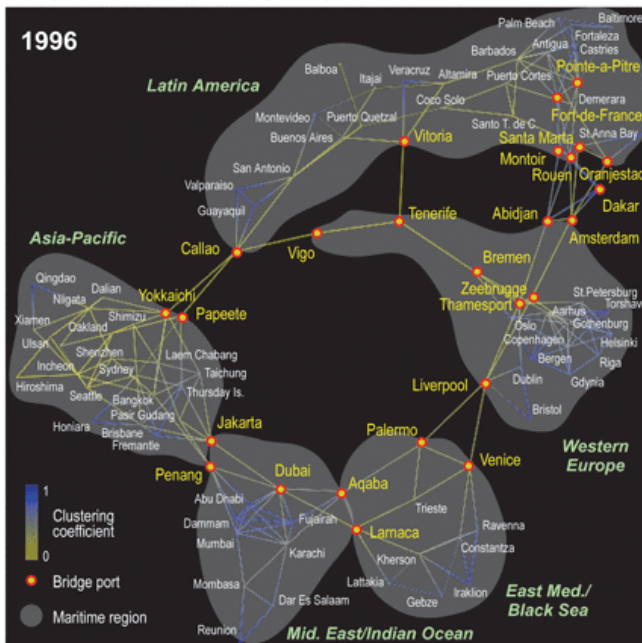 1996
Latin America
Balboa
Itajai
Veracruz
Altamira
Palm Beach
Baltimore
Fortaleza
Castries
Antigua
Barbados
Pointe-a-Pitre
Puerto Cortes
Demerara
Fort-de-France
Montevideo
Puerto Quetzal
Coco Solo
Buenos Aires
Vitoria
Santo T. de C.
Santa Marta
St.Anna Bay
Montoir
Rouen
Oranjestad
San Antonio
Valparaiso
Guayaquil
Callao
Vigo
Tenerife
Abidjan
Dakar
Amsterdam
Asia-Pacific
Qingdao
Dalian
Niigata
Yokkaichi
Shimizu
Papeete
Xiamen
Oakland
Ulsan
Shenzhen
Laem Chabang
Incheon
Sydney
Taichung
Hiroshima
Seattle
Thursday Is.
Bangkok
Pasir Gudang
Honiara
Brisbane
Fremantle
Jakarta
Penang
Bremen
Zeebrugge
Thamesport
St.Petersburg
Torshavn
Aarhus
Oslo
Gothenburg
Copenhagen
Helsinki
Bergen
Riga
Gdynia
Dublin
Liverpool
Bristol
Western
Europe
Palermo
Venice
Dubai
Aqaba
Abu Dhabi
Trieste
Dammam
Fujairah
Larnaca
Ravenna
Mumbai
Constantza
Karachi
Kherson
Mombasa
Lattakia
Gebze
Iraklion
Dar Es Salaam
Reunion
East Med./
Black Sea
Mid. East/Indian Ocean
1
Clustering
coefficient
0
Bridge port
Maritime region